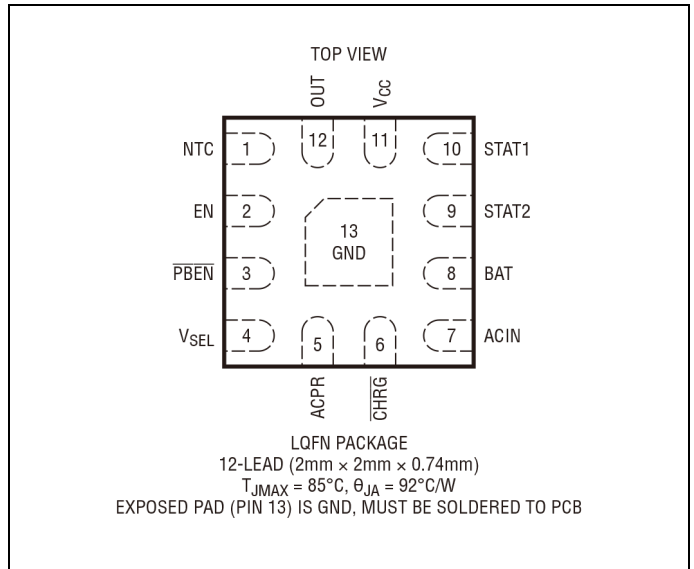 TOP VIEW
OUT
VCC
12
11
NTC 1
10 STAT1
EN 2
9 STAT2
13
GND
PBEN 3
8 BAT
VSEL 4
7 ACIN
5
6
ACPR
CHRG
LQFN PACKAGE
12-LEAD (2mm × 2mm × 0.74mm)
TJMAX = 85°C, θJA = 92°C/W
EXPOSED PAD (PIN 13) IS GND, MUST BE SOLDERED TO PCB